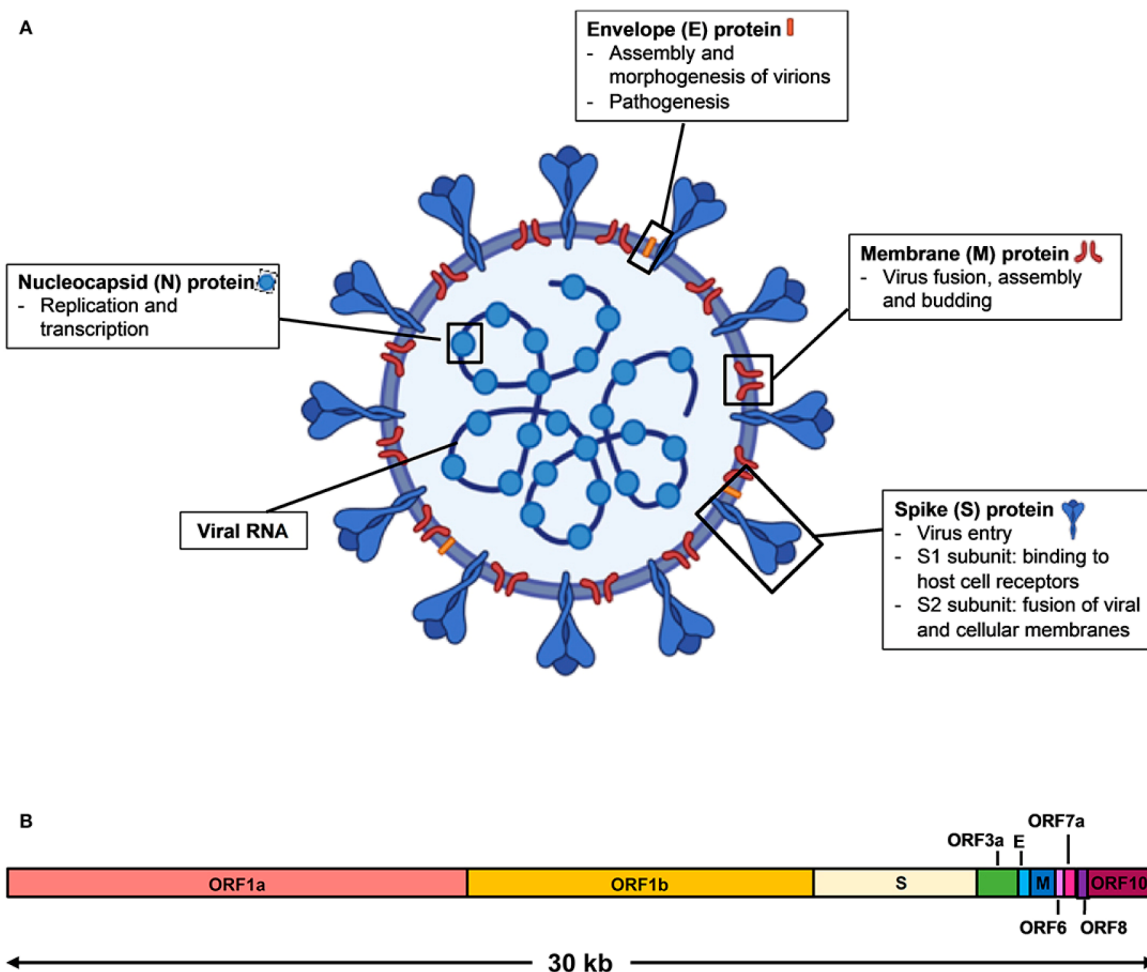 A
Envelope (E) protein
- Assembly and
morphogenesis of virions
- Pathogenesis
Nucleocapsid (N) protein
- Replication and
transcription
Membrane (M) protein
- Virus fusion, assembly
and budding
Viral RNA
Spike (S) protein
- Virus entry
- S1 subunit: binding to
host cell receptors
- S2 subunit: fusion of viral
and cellular membranes
B
ORF7a
ORF3a E
ORF1a ORF1b S M ORF10
ORF6 ORF8
30 kb